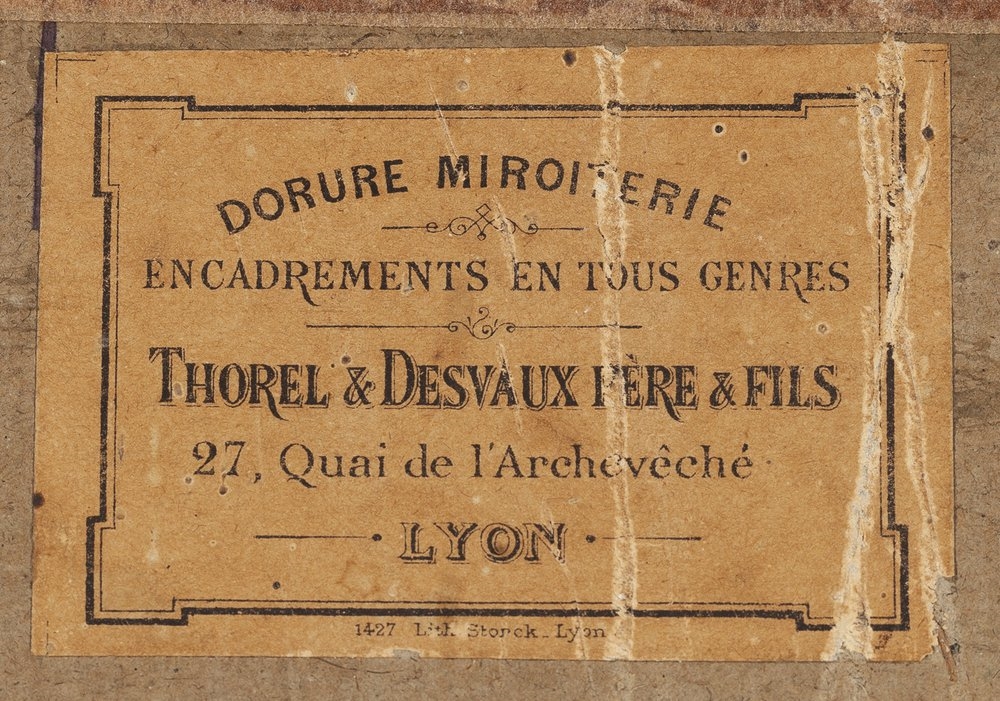 DORURE MIROITERIE
ENCADREMENTS EN TOUS GENRES
THOREL & DESVAUX PÈRE & FILS
27, Quai de l'Archevêché
LYON
1427 Lith. Storck _ Lyon